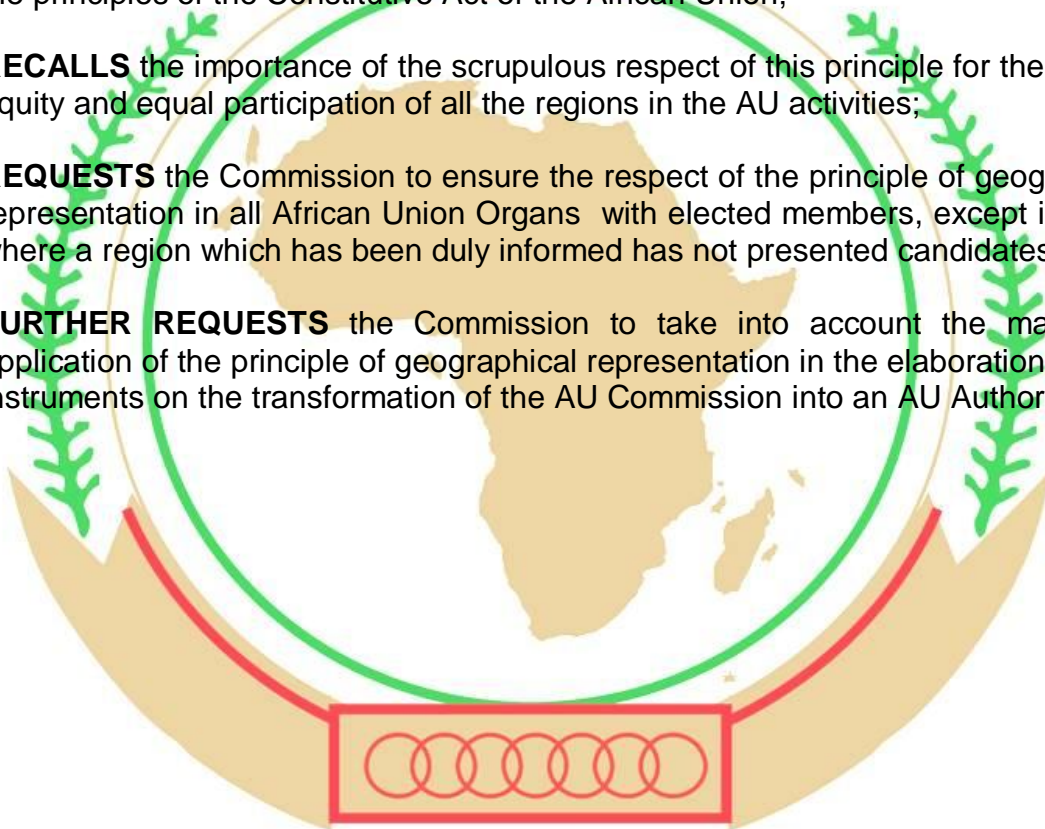 he principles of the Constitutive Act of the African Union;
ECALLS the importance of the scrupulous respect of this principle for the
quity and equal participation of all the regions in the AU activities;
EQUESTS the Commission to ensure the respect of the principle of geog
epresentation in all African Union Organs with elected members, except i
here a region which has been duly informed has not presented candidates
URTHER REQUESTS the Commission to take into account the ma
pplication of the principle of geographical representation in the elaboration
nstruments on the transformation of the AU Commission into an AU Author